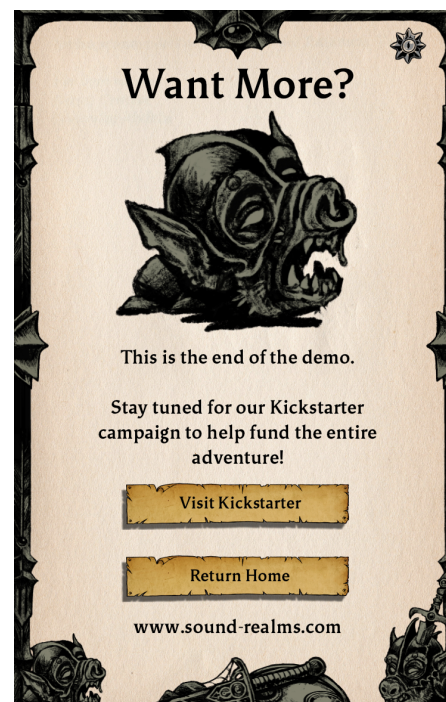 Want More?
This is the end of the demo.
Stay tuned for our Kickstarter
campaign to help fund the entire
adventure!
Visit Kickstarter
Return Home
www.sound-realms.com